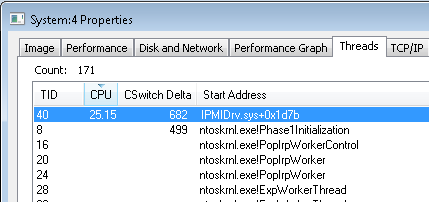 System:4 Properties
Image Performance Disk and Network Performance Graph Threads TCP/IP
Count: 171
TID CPU CSwitch Delta Start Address
40 25.15 682 IPMIDrv.sys+0x1d7b
8 499 ntoskrnl.exe!Phase1Initialization
16 ntoskrnl.exe!PopIrpWorkerControl
20 ntoskrnl.exe!PopIrpWorker
24 ntoskrnl.exe!PopIrpWorker
28 ntoskrnl.exe!ExpWorkerThread